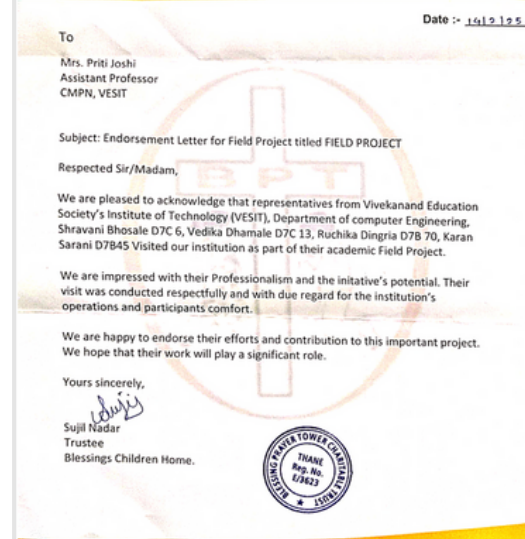 Date :- 14/2/25
To
Mrs. Priti Joshi
Assistant Professor
CMPN, VESIT
Subject: Endorsement Letter for Field Project titled FIELD PROJECT
Respected Sir/Madam,
We are pleased to acknowledge that representatives from Vivekanand Education
Society's Institute of Technology (VESIT), Department of computer Engineering,
Shravani Bhosale D7C 6, Vedika Dhamale D7C 13, Ruchika Dingria D7B 70, Karan
Sarani D7B45 Visited our institution as part of their academic Field Project.
We are impressed with their Professionalism and the initative's potential. Their
visit was conducted respectfully and with due regard for the institution's
operations and participants comfort.
We are happy to endorse their efforts and contribution to this important project.
We hope that their work will play a significant role.
Yours sincerely,
Sujil Nadar
Trustee
Blessings Children Home.
BLESSING PRAYER TOWER CHARITABLE TRUST
THANE
Reg. No.
E/3623
BPT